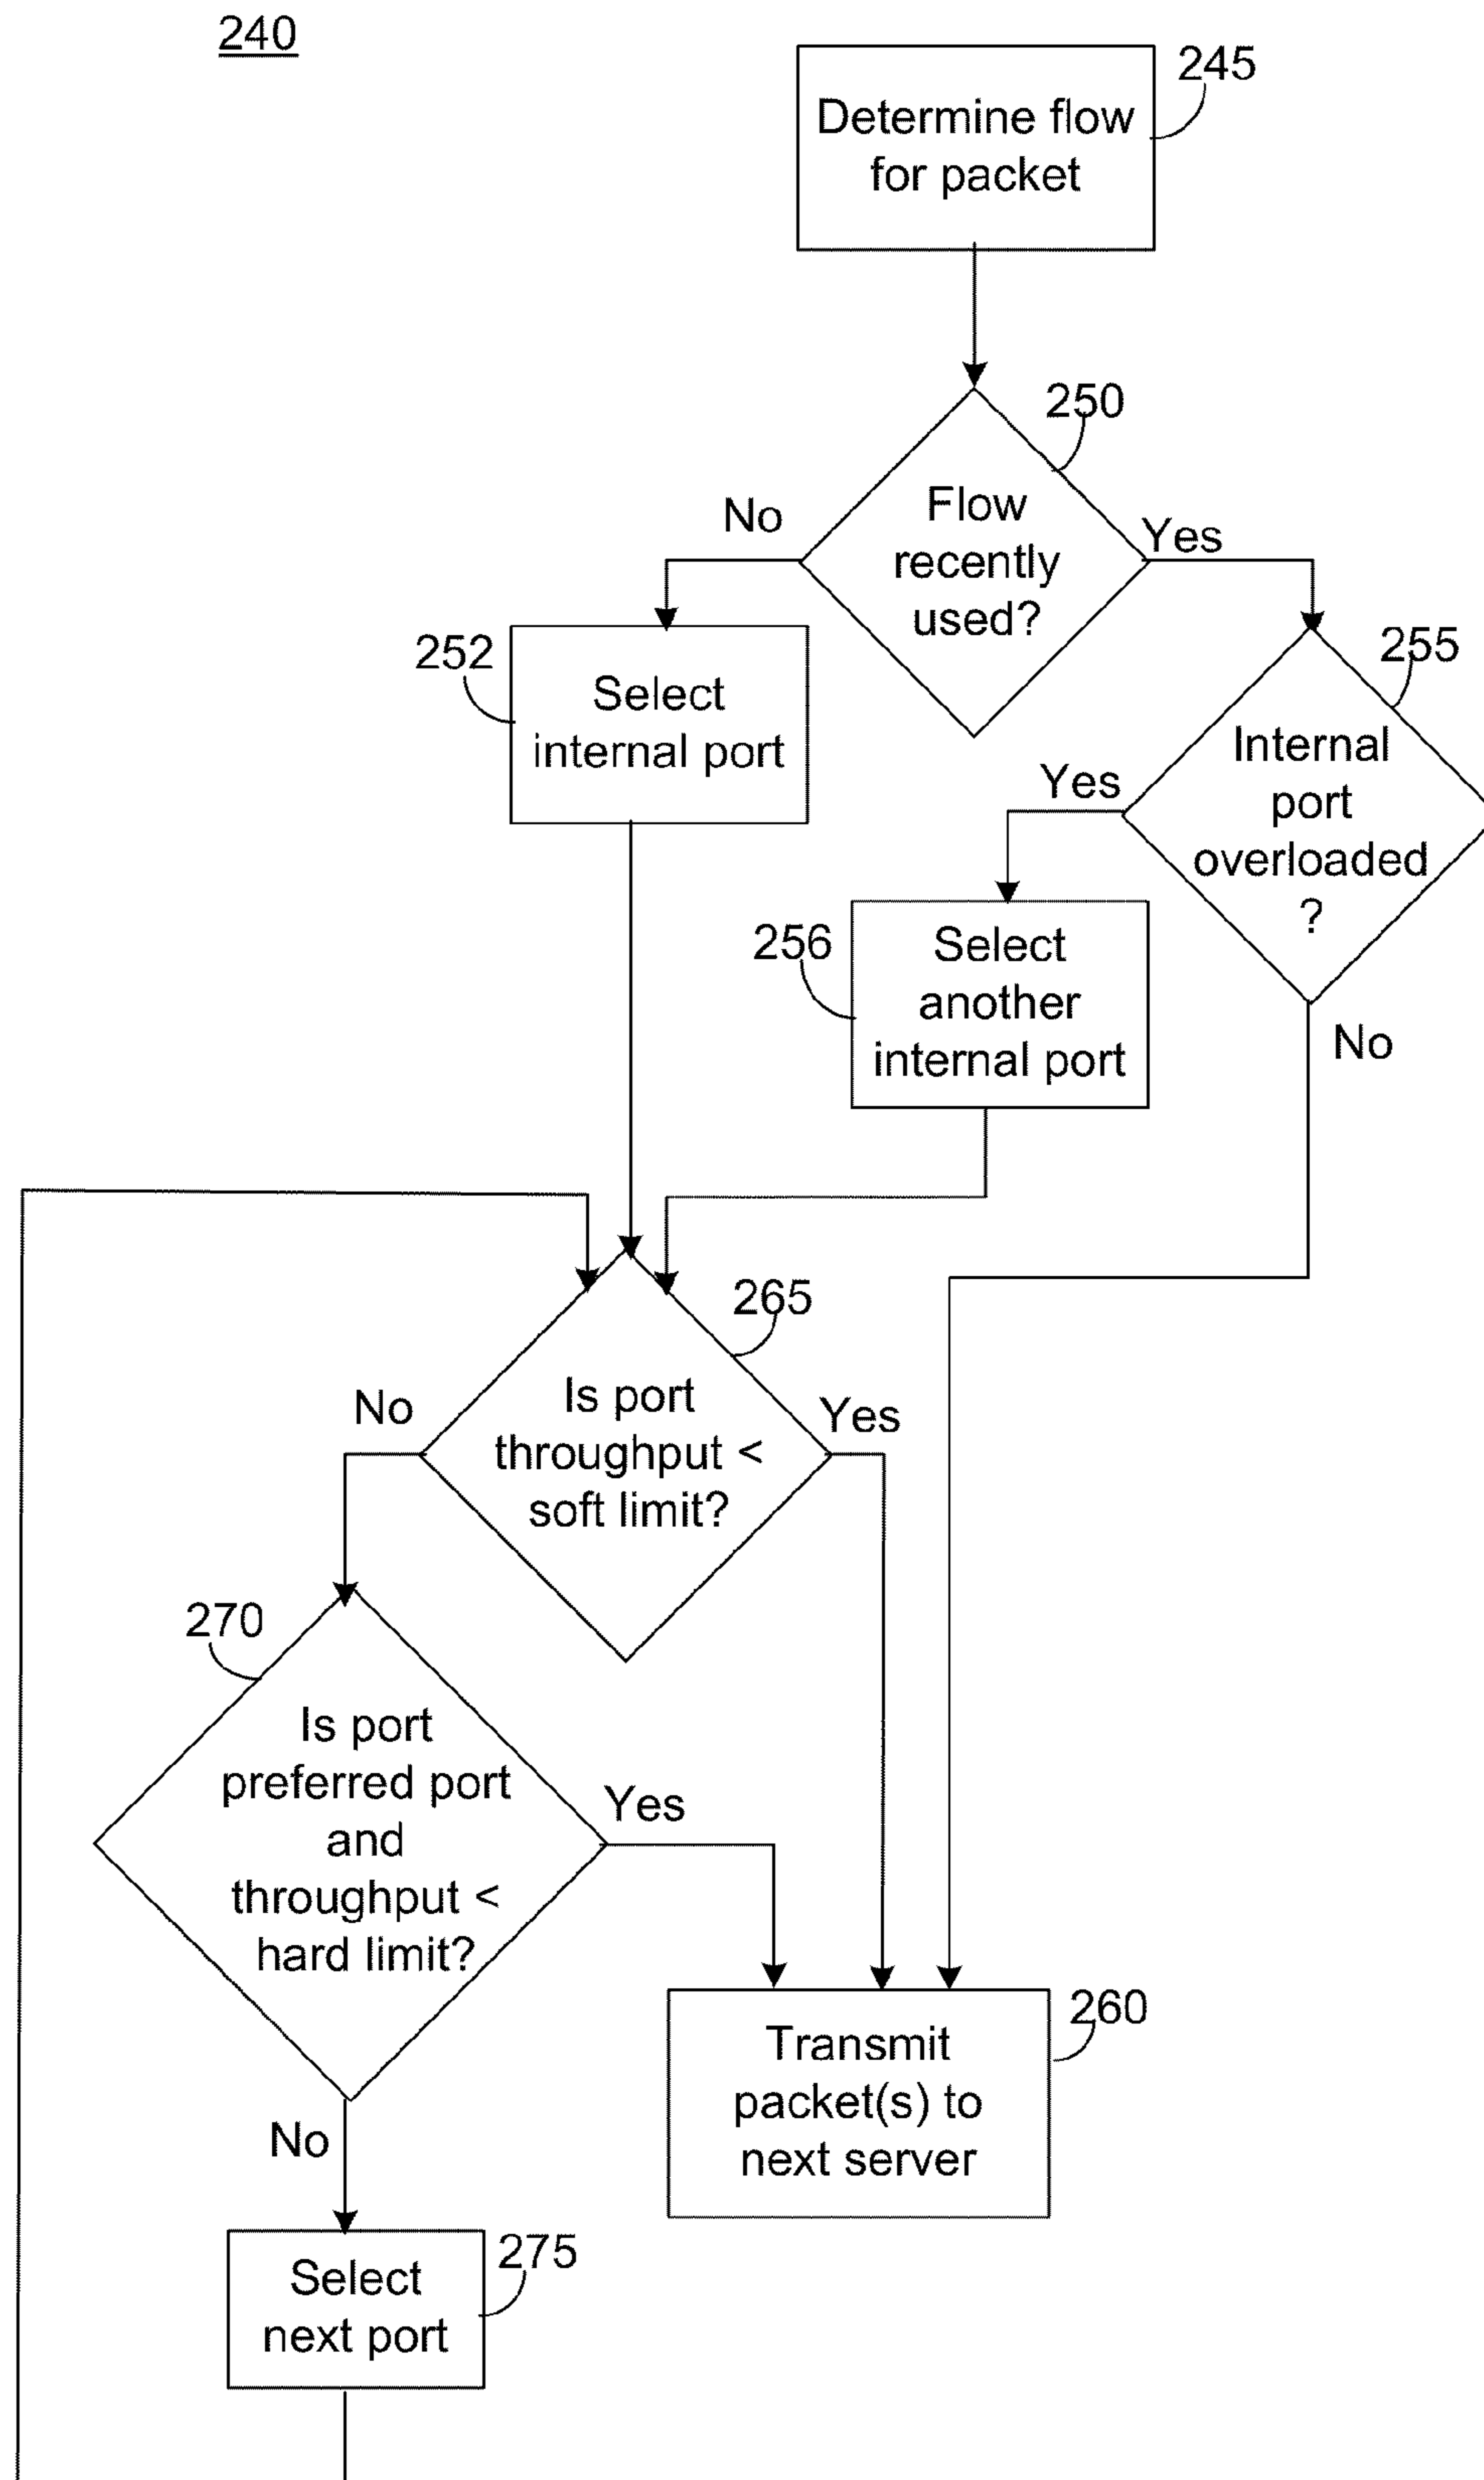 240
245
Determine flow
for packet
250
Flow
recently
used?
No
Yes
252
Select
internal port
255
Internal
port
overloaded
?
Yes
256
Select
another
internal port
No
265
Is port
throughput <
soft limit?
No
Yes
270
Is port
preferred port
and
throughput <
hard limit?
Yes
260
Transmit
packet(s) to
next server
No
275
Select
next port